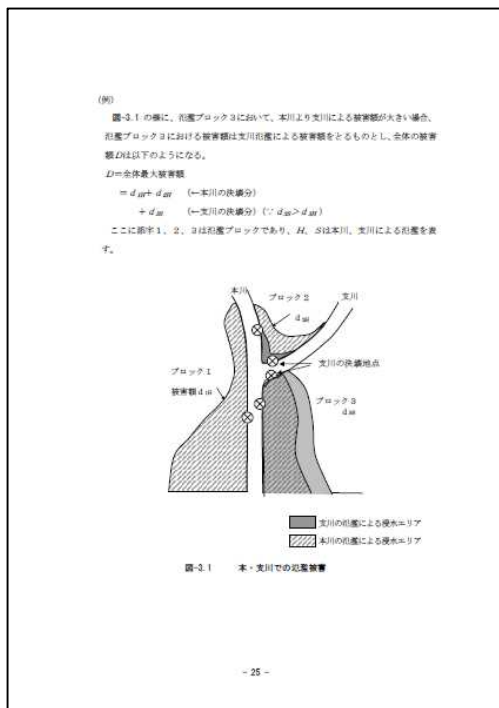 (例)
図-3.1 の様に、氾濫ブロック3において、本川より支川による被害額が大きい場合、
氾濫ブロック3における被害額は支川氾濫による被害額をとるものとし、全体の被害
額Dは以下のようになる。
D=全体最大被害額
= d1H+ d2H (←本川の決壊分)
+ d3S (←支川の決壊分) (∵ d3S> d3H)
ここに添字1、2、3は氾濫ブロックであり、H、Sは本川、支川による氾濫を表
す。
本川
ブロック2
支川
支川の決壊地点
ブロック1
被害額
ブロック3
支川の氾濫による浸水エリア
本川の氾濫による浸水エリア
図-3.1 本・支川での氾濫被害
- 25 -